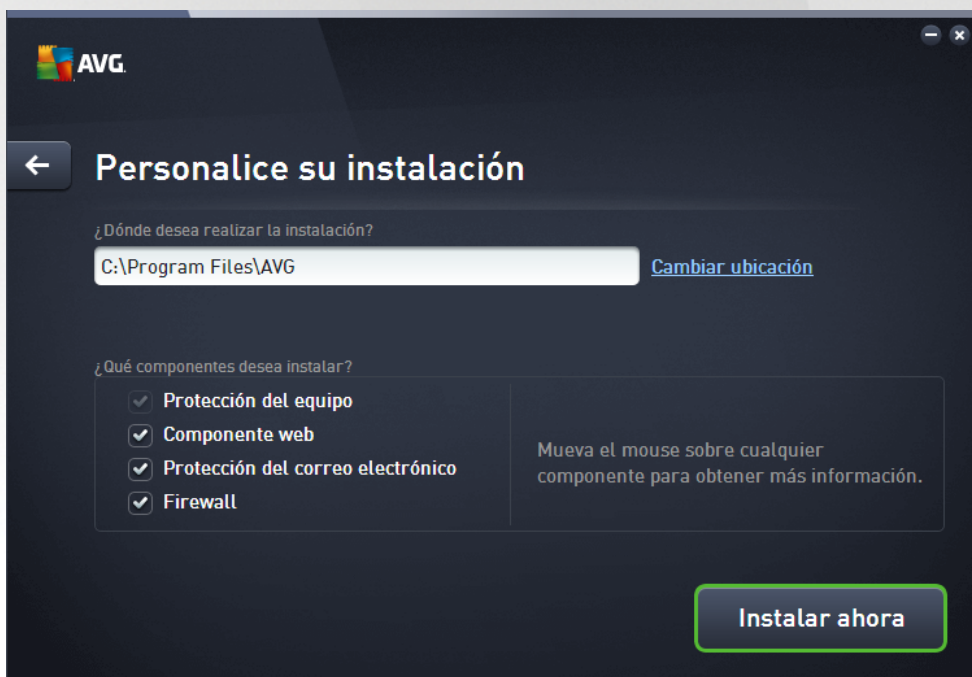 AVG.
Personalice su instalación
¿Dónde desea realizar la instalación?
C:\Program Files\AVG
Cambiar ubicación
¿Qué componentes desea instalar?
Protección del equipo
Componente web
Protección del correo electrónico
Firewall
Mueva el mouse sobre cualquier
componente para obtener más información.
Instalar ahora